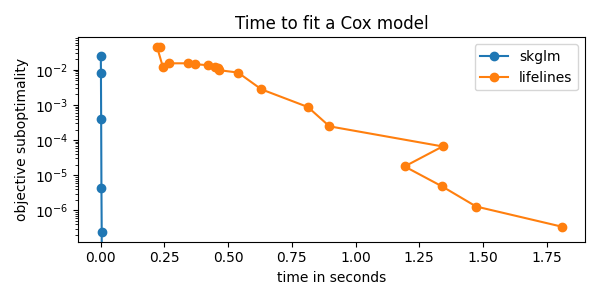 Time to fit a Cox model
objective suboptimality
10⁻²
10⁻³
10⁻⁴
10⁻⁵
10⁻⁶
skglm
lifelines
0.00 0.25 0.50 0.75 1.00 1.25 1.50 1.75
time in seconds